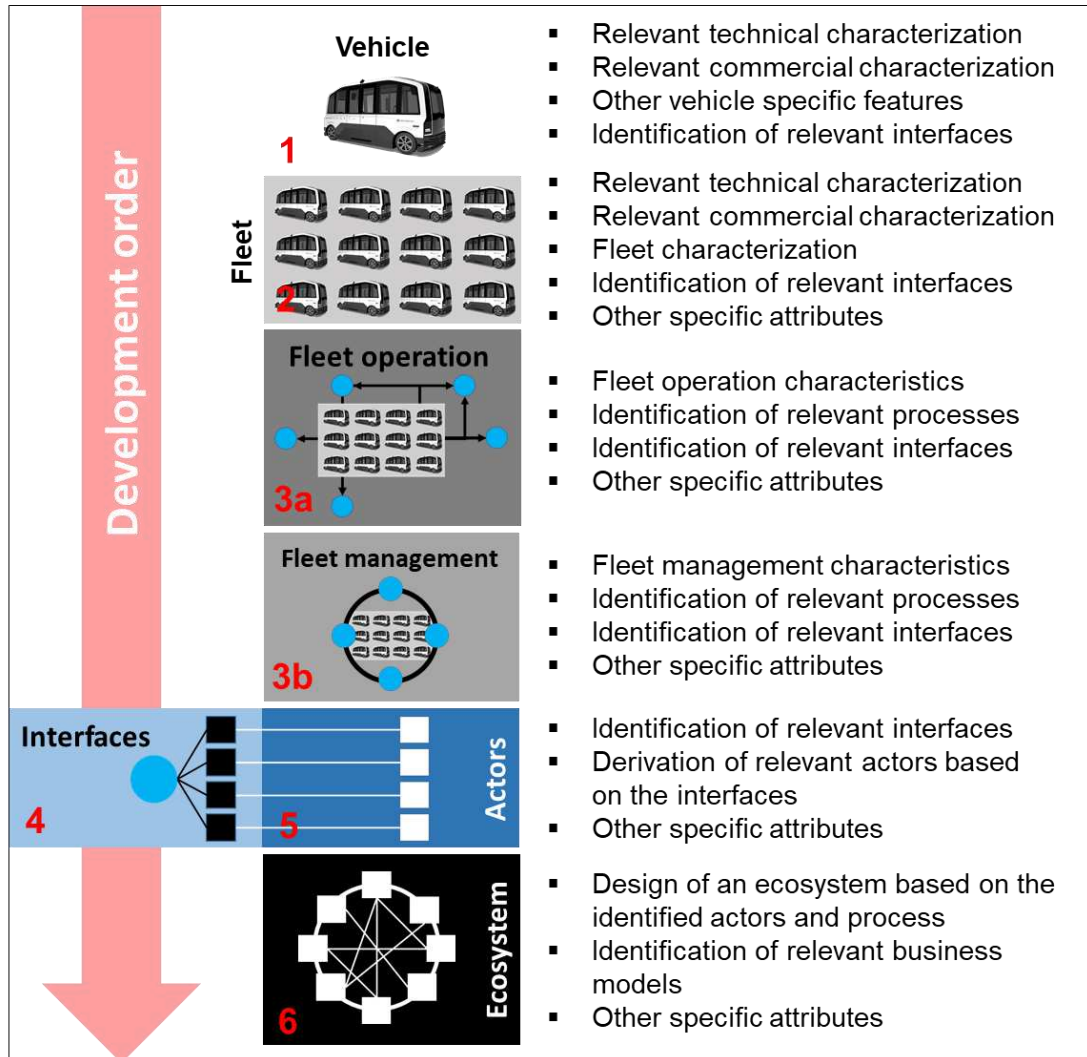 Development order
Vehicle
1
▪ Relevant technical characterization
▪ Relevant commercial characterization
▪ Other vehicle specific features
▪ Identification of relevant interfaces
Fleet
2
▪ Relevant technical characterization
▪ Relevant commercial characterization
▪ Fleet characterization
▪ Identification of relevant interfaces
▪ Other specific attributes
Fleet operation
3a
▪ Fleet operation characteristics
▪ Identification of relevant processes
▪ Identification of relevant interfaces
▪ Other specific attributes
Fleet management
3b
▪ Fleet management characteristics
▪ Identification of relevant processes
▪ Identification of relevant interfaces
▪ Other specific attributes
Interfaces
4
5
Actors
▪ Identification of relevant interfaces
▪ Derivation of relevant actors based
on the interfaces
▪ Other specific attributes
Ecosystem
6
▪ Design of an ecosystem based on the
identified actors and process
▪ Identification of relevant business
models
▪ Other specific attributes